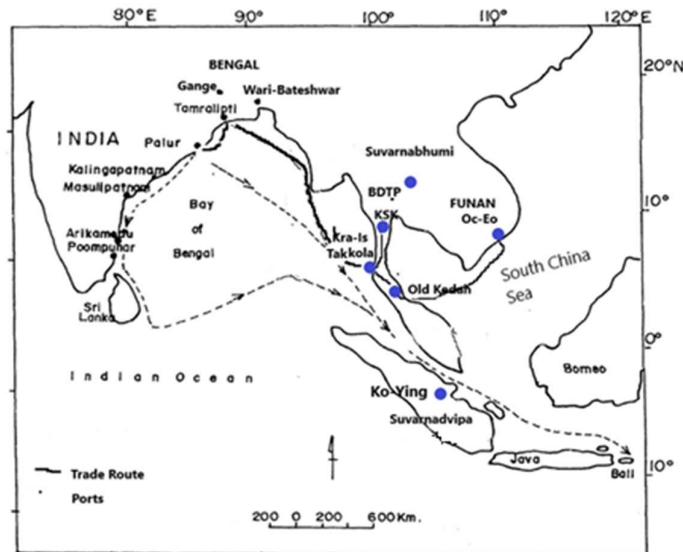 80°E 90°E 100°E 110°E 120°E
20°N
BENGAL
Gange
Wari-Bateshwar
Tamralipti
INDIA
Palur
Suvarnabhumi
Kalingapatnam
Masulipatnam
BDTP
FUNAN
Oc-Eo
10°N
Bay
of
Bengal
KSK
Arikamedu
Poompuhar
Kra-Is
Takkola
South China
Sea
Old Kedah
Sri
Lanka
0°
Borneo
Indian Ocean
Ko-Ying
Suvarnadvipa
Java
Bali
10°
Trade Route
Ports
200 0 200 600 Km.